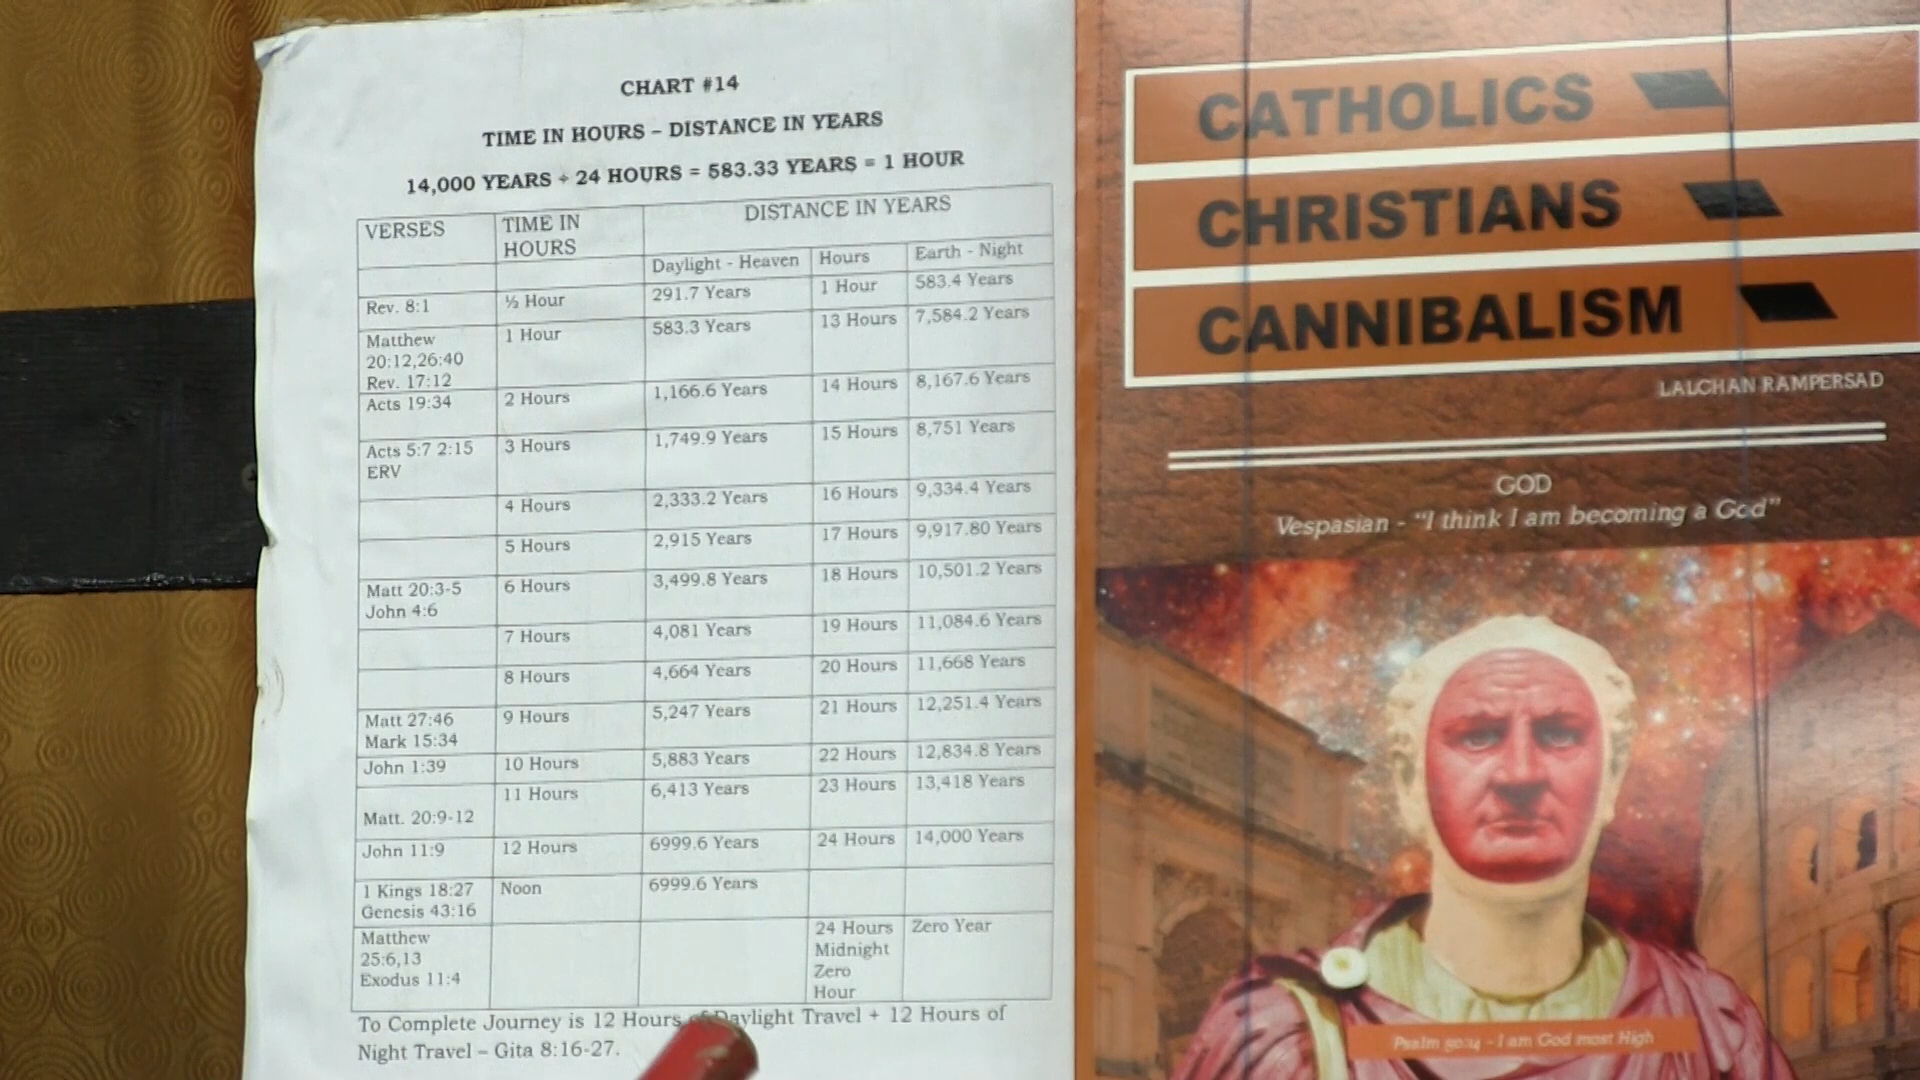 CHART #14
TIME IN HOURS – DISTANCE IN YEARS
14,000 YEARS ÷ 24 HOURS = 583.33 YEARS = 1 HOUR
VERSES TIME IN HOURS DISTANCE IN YEARS
Daylight - Heaven Hours Earth - Night
Rev. 8:1 ½ Hour 291.7 Years 1 Hour 583.4 Years
Matthew 1 Hour 583.3 Years 13 Hours 7,584.2 Years
20:12,26:40
Rev. 17:12
Acts 19:34 2 Hours 1,166.6 Years 14 Hours 8,167.6 Years
Acts 5:7 2:15 3 Hours 1,749.9 Years 15 Hours 8,751 Years
ERV
4 Hours 2,333.2 Years 16 Hours 9,334.4 Years
5 Hours 2,915 Years 17 Hours 9,917.80 Years
Matt 20:3-5 6 Hours 3,499.8 Years 18 Hours 10,501.2 Years
John 4:6
7 Hours 4,081 Years 19 Hours 11,084.6 Years
8 Hours 4,664 Years 20 Hours 11,668 Years
Matt 27:46 9 Hours 5,247 Years 21 Hours 12,251.4 Years
Mark 15:34
John 1:39 10 Hours 5,883 Years 22 Hours 12,834.8 Years
11 Hours 6,413 Years 23 Hours 13,418 Years
Matt. 20:9-12
John 11:9 12 Hours 6999.6 Years 24 Hours 14,000 Years
1 Kings 18:27 Noon 6999.6 Years
Genesis 43:16
Matthew 24 Hours Zero Year
25:6,13 Midnight
Exodus 11:4 Zero
Hour
To Complete Journey is 12 Hours of Daylight Travel + 12 Hours of
Night Travel – Gita 8:16-27.
CATHOLICS
CHRISTIANS
CANNIBALISM
LALCHAN RAMPERSAD
GOD
Vespasian - "I think I am becoming a God"
Psalm - I am God most High